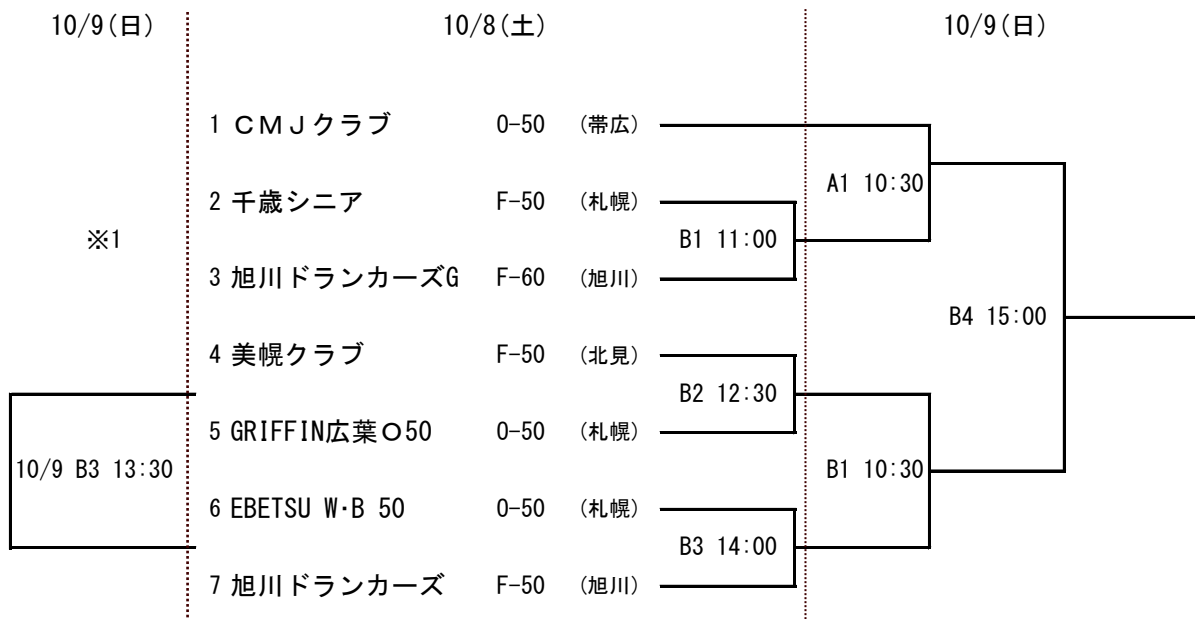 10/9(日) 10/8(土) 10/9(日)
1 CMJクラブ O-50 (帯広)
A1 10:30
2 千歳シニア F-50 (札幌)
※1 B1 11:00
3 旭川ドランカーズG F-60 (旭川)
B4 15:00
4 美幌クラブ F-50 (北見)
B2 12:30
5 GRIFFIN広葉O50 O-50 (札幌)
10/9 B3 13:30 B1 10:30
6 EBETSU W·B 50 O-50 (札幌)
B3 14:00
7 旭川ドランカーズ F-50 (旭川)